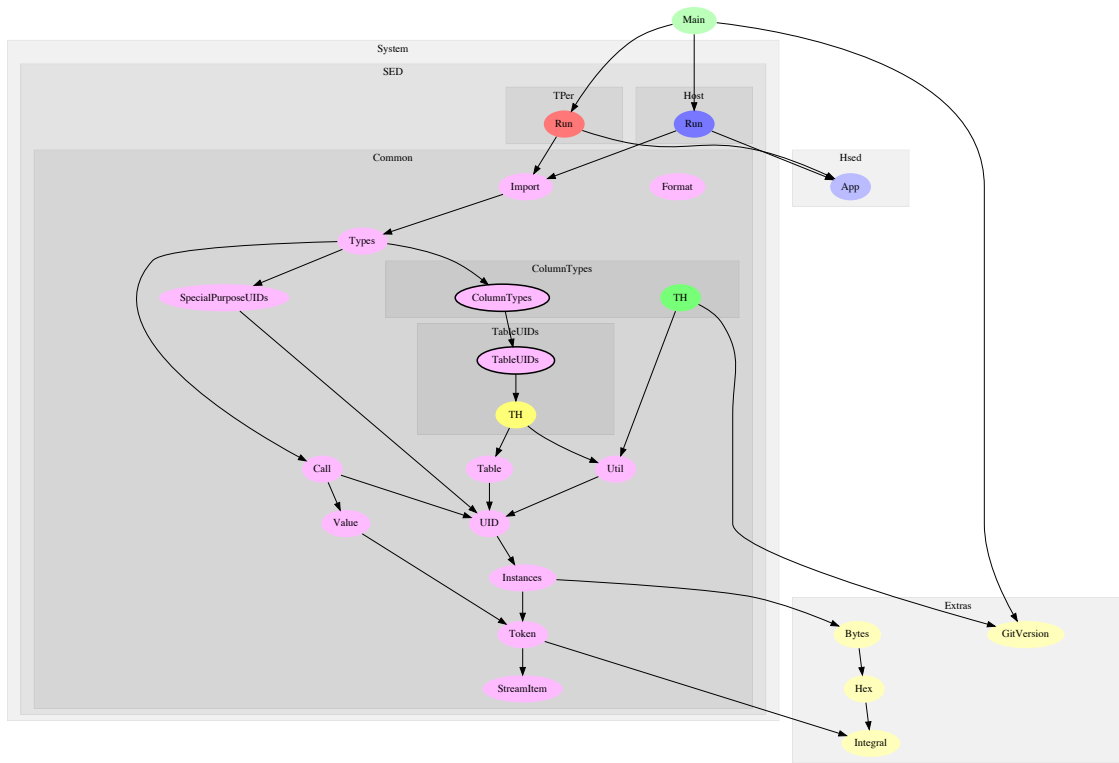 Main
System
SED
TPer
Host
Run
Run
Common
Hsed
Import
Format
App
Types
ColumnTypes
SpecialPurposeUIDs
ColumnTypes
TH
TableUIDs
TableUIDs
TH
Call
Table
Util
Value
UID
Instances
Extras
Token
Bytes
GitVersion
StreamItem
Hex
Integral